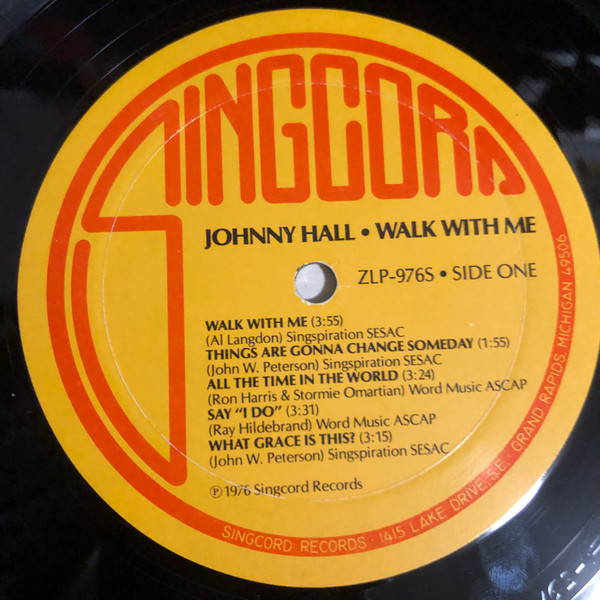 SINGCORD
JOHNNY HALL • WALK WITH ME
ZLP-976S • SIDE ONE
WALK WITH ME (3:55)
(Al Langdon) Singspiration SESAC
THINGS ARE GONNA CHANGE SOMEDAY (1:55)
(John W. Peterson) Singspiration SESAC
ALL THE TIME IN THE WORLD (3:24)
(Ron Harris & Stormie Omartian) Word Music ASCAP
SAY “I DO” (3:31)
(Ray Hildebrand) Word Music ASCAP
WHAT GRACE IS THIS? (3:15)
(John W. Peterson) Singspiration SESAC
℗ 1976 Singcord Records
SINGCORD RECORDS · 1415 LAKE DRIVE, S.E. · GRAND RAPIDS, MICHIGAN 49506